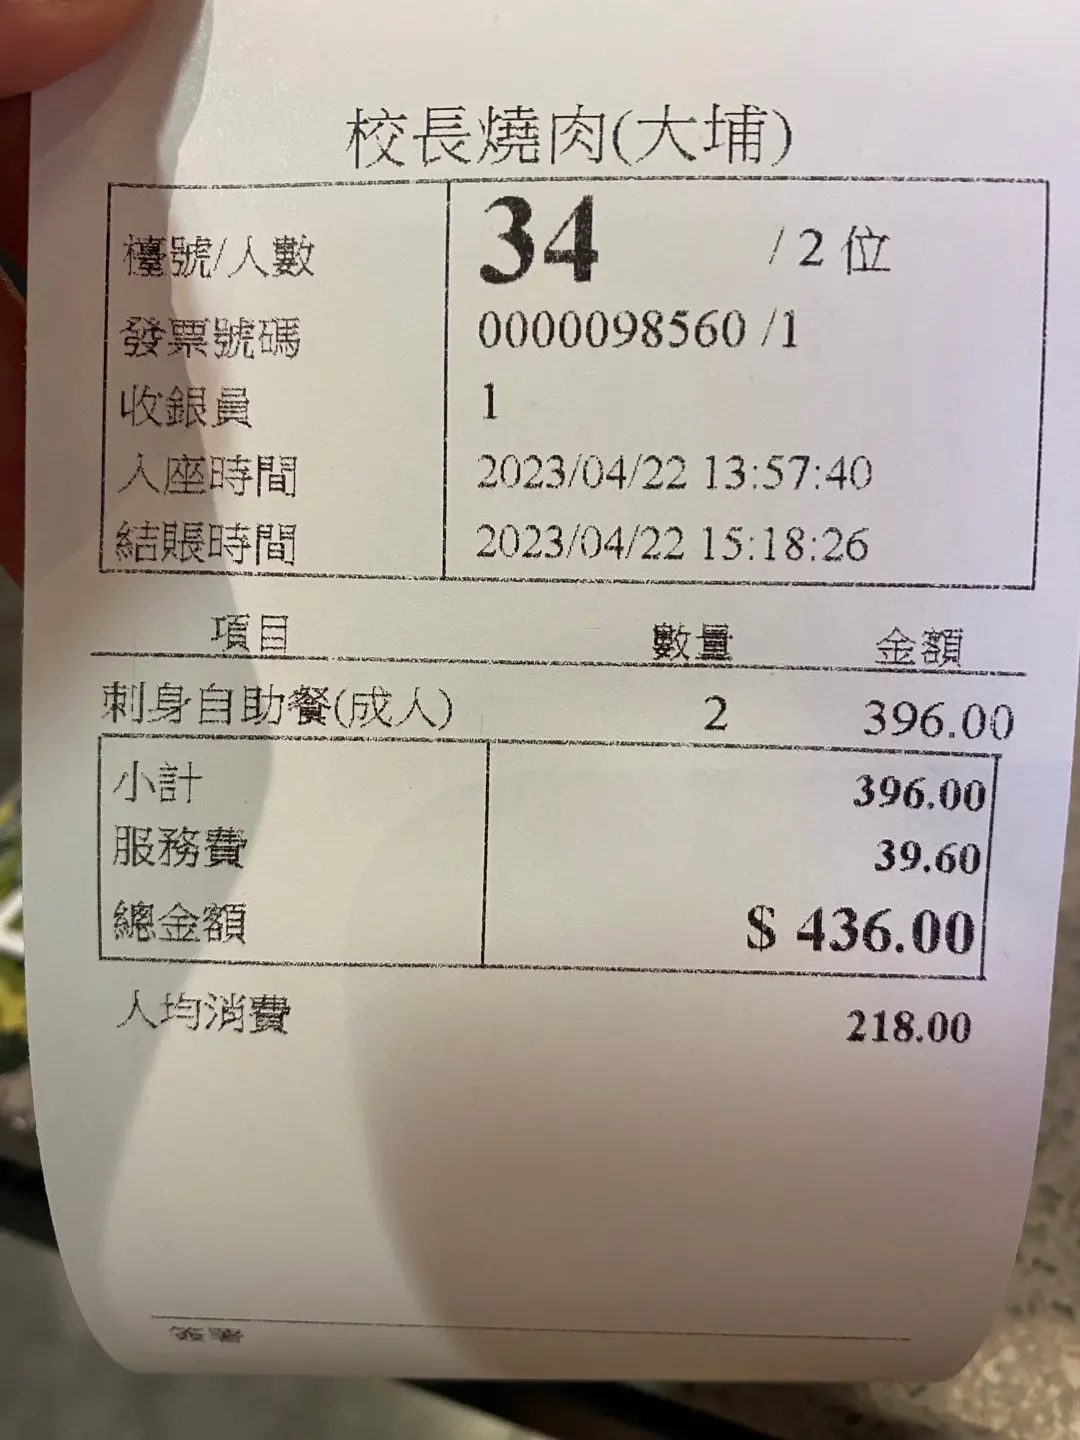 校長燒肉(大埔)
檯號/人數 34 / 2 位
發票號碼 0000098560 /1
收銀員 1
入座時間 2023/04/22 13:57:40
結賬時間 2023/04/22 15:18:26
項目 數量 金額
刺身自助餐(成人) 2 396.00
小計 396.00
服務費 39.60
總金額 $ 436.00
人均消費 218.00